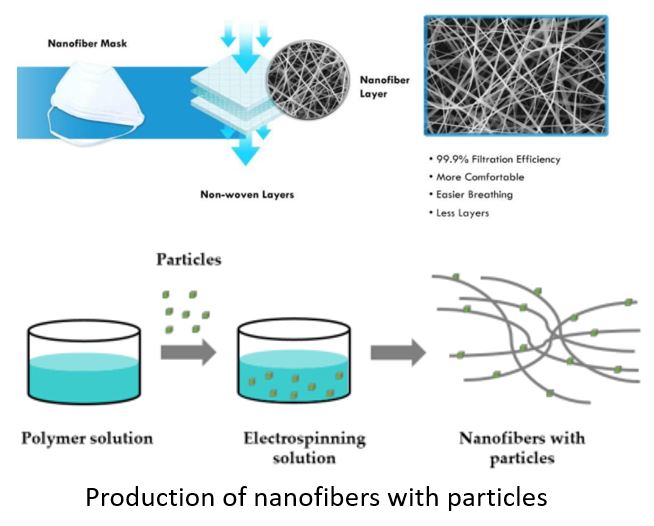 Nanofiber Mask
Nanofiber
Layer
Non-woven Layers
• 99.9% Filtration Efficiency
• More Comfortable
• Easier Breathing
• Less Layers
Particles
Polymer solution
Electrospinning
solution
Nanofibers with
particles
Production of nanofibers with particles